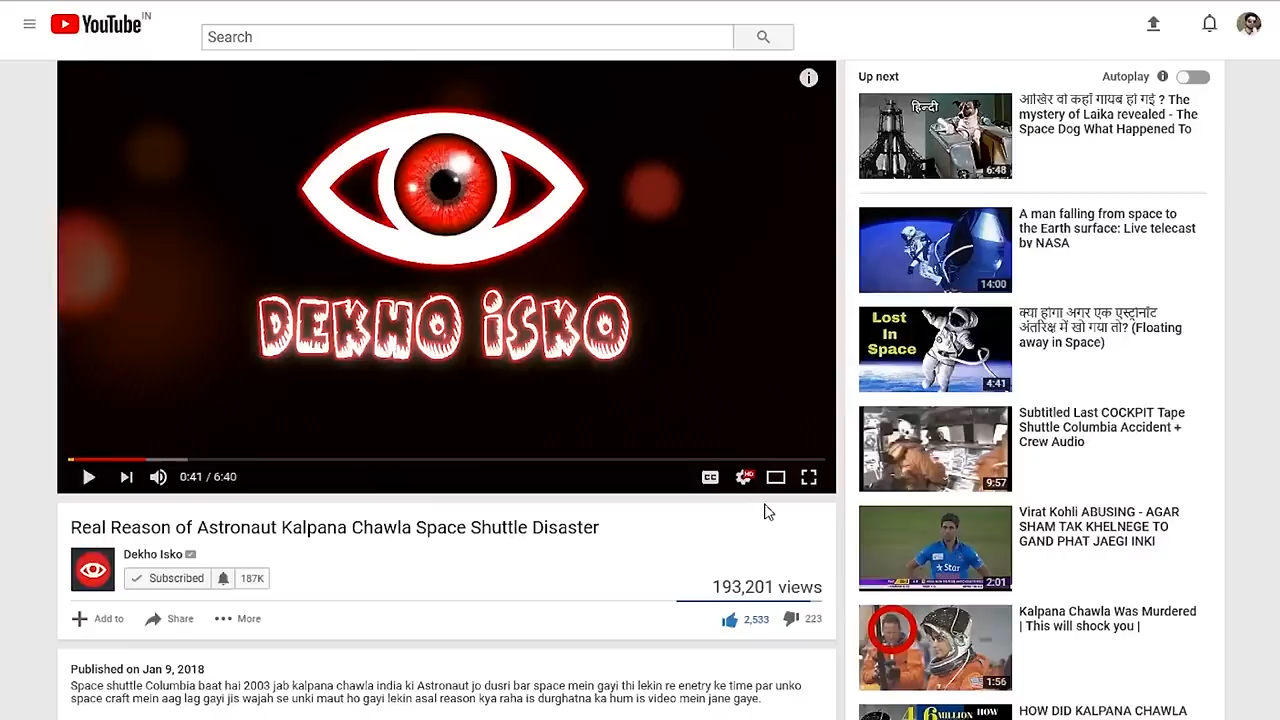 YouTube IN
Search
DEKHO ISKO
0:41 / 6:40
CC
HD
Real Reason of Astronaut Kalpana Chawla Space Shuttle Disaster
Dekho Isko
Subscribed 187K
193,201 views
Add to Share More 2,533 223
Published on Jan 9, 2018
Space shuttle Columbia baat hai 2003 jab kalpana chawla india ki Astronaut jo dusri bar space mein gayi thi lekin re enetry ke time par unko
space craft mein aag lag gayi jis wajah se unki maut ho gayi lekin asal reason kya raha is durghatna ka hum is video mein jane gaye.
Up next
Autoplay
हिन्दी
6:48
आखिर वो कहाँ गायब हो गई ? The
mystery of Laika revealed - The
Space Dog What Happened To
14:00
A man falling from space to
the Earth surface: Live telecast
by NASA
Lost
In
Space
4:41
क्या होगा अगर एक एस्ट्रोनॉट
अंतरिक्ष में खो गया तो? (Floating
away in Space)
9:57
Subtitled Last COCKPIT Tape
Shuttle Columbia Accident +
Crew Audio
Star
2:01
Virat Kohli ABUSING - AGAR
SHAM TAK KHELNEGE TO
GAND PHAT JAEGI INKI
1:56
Kalpana Chawla Was Murdered
| This will shock you |
MILLION HOW
HOW DID KALPANA CHAWLA